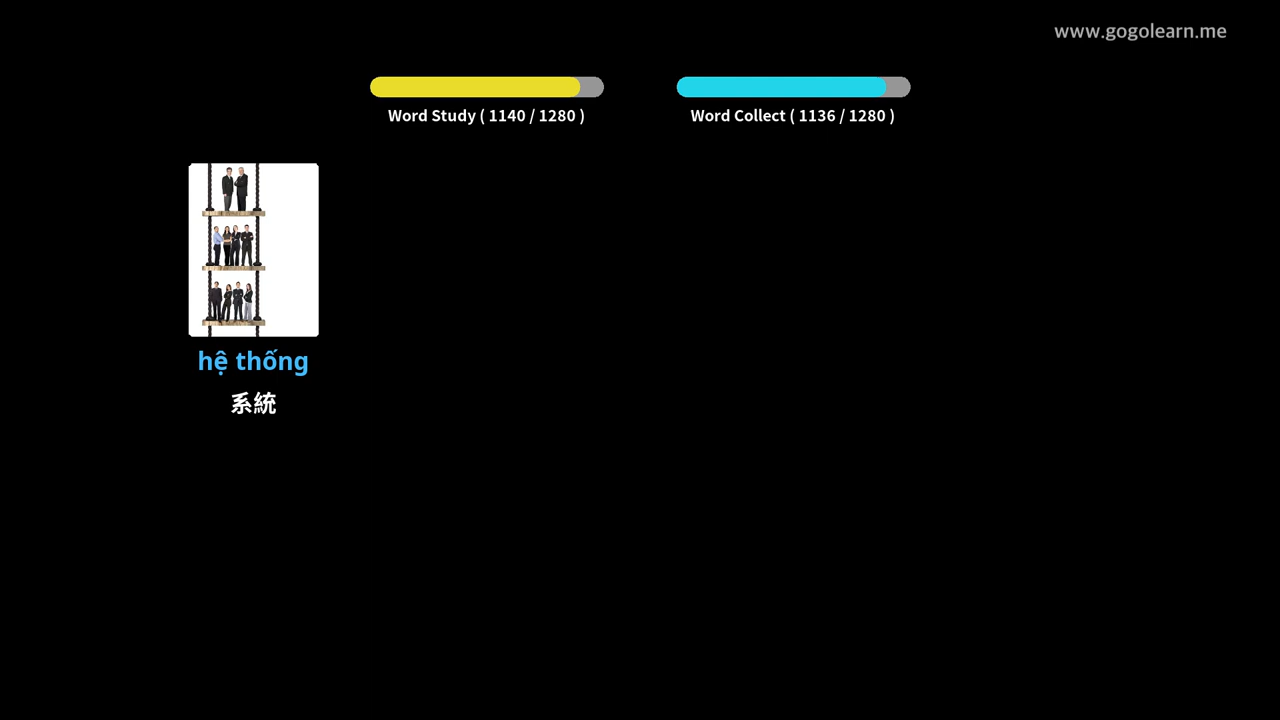 www.gogolearn.me
Word Study ( 1140 / 1280 )
Word Collect ( 1136 / 1280 )
hệ thống
系統